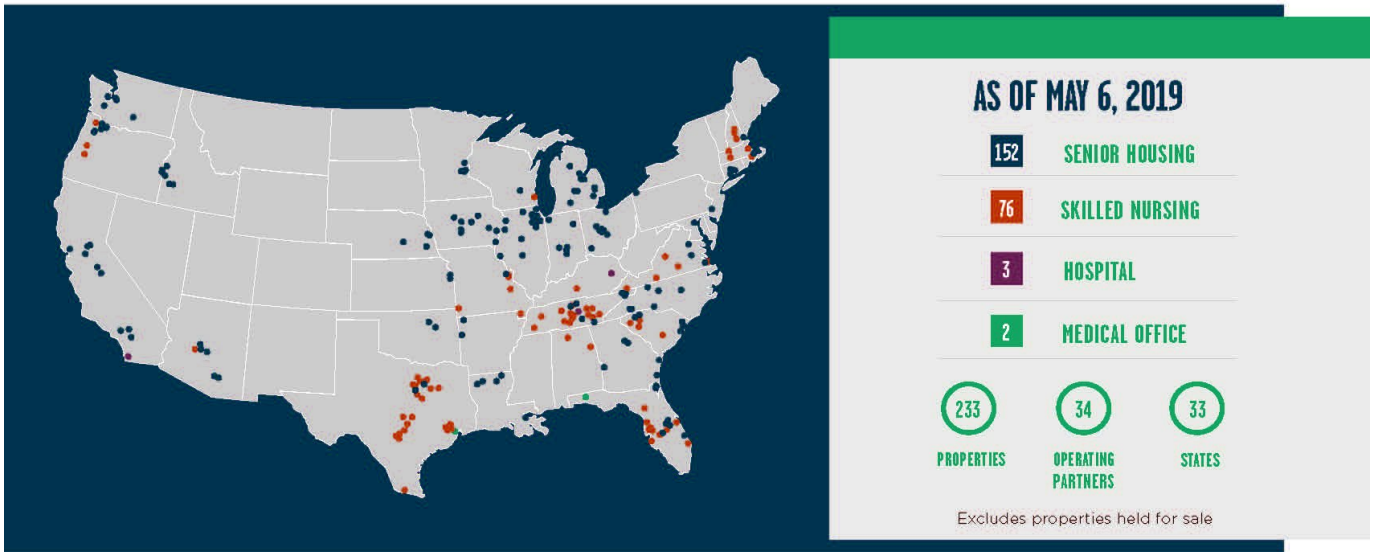 AS OF MAY 6, 2019
152 SENIOR HOUSING
76 SKILLED NURSING
3 HOSPITAL
2 MEDICAL OFFICE
233 34 33
PROPERTIES OPERATING STATES
PARTNERS
Excludes properties held for sale